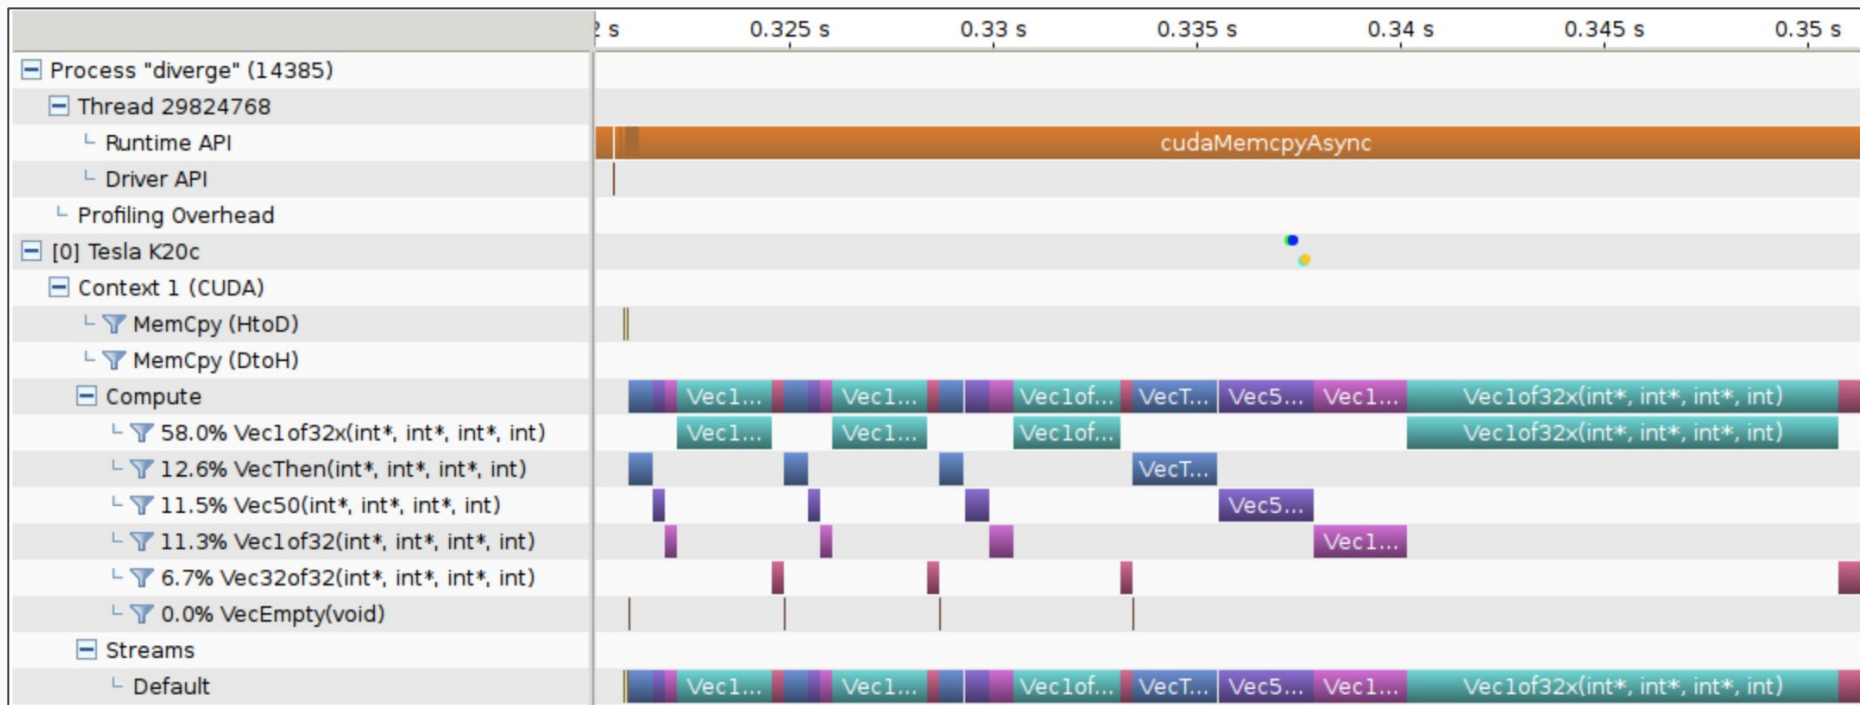 2 s 0.325 s 0.33 s 0.335 s 0.34 s 0.345 s 0.35 s
Process "diverge" (14385)
Thread 29824768
Runtime API cudaMemcpyAsync
Driver API
Profiling Overhead
[0] Tesla K20c
Context 1 (CUDA)
MemCpy (HtoD)
MemCpy (DtoH)
Compute Vec1... Vec1... Vec1of... VecT... Vec5... Vec1... Vec1of32x(int*, int*, int*, int)
58.0% Vec1of32x(int*, int*, int*, int) Vec1... Vec1... Vec1of... Vec1of32x(int*, int*, int*, int)
12.6% VecThen(int*, int*, int*, int) VecT...
11.5% Vec50(int*, int*, int*, int) Vec5...
11.3% Vec1of32(int*, int*, int*, int) Vec1...
6.7% Vec32of32(int*, int*, int*, int)
0.0% VecEmpty(void)
Streams
Default Vec1... Vec1... Vec1of... VecT... Vec5... Vec1... Vec1of32x(int*, int*, int*, int)